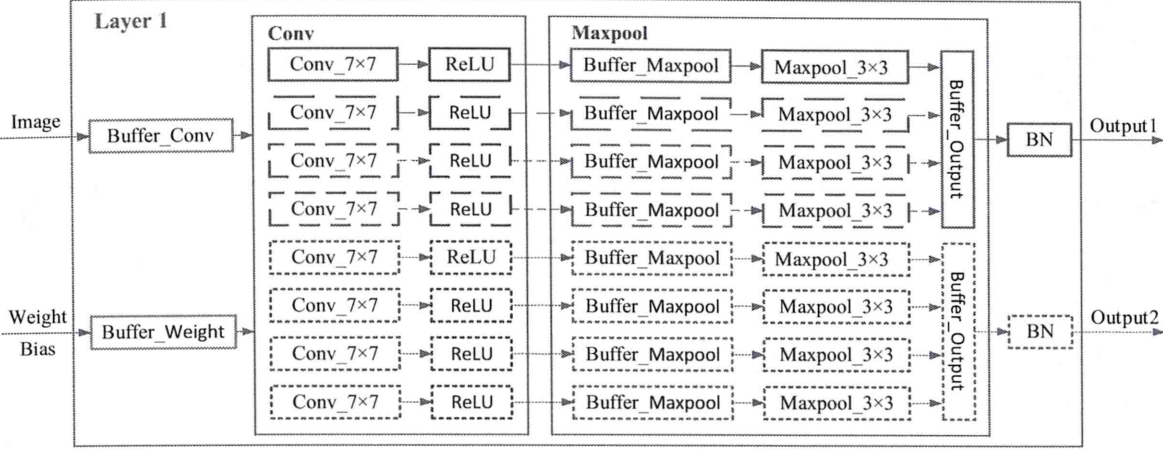 Layer 1
Conv
Maxpool
Conv_7×7 ReLU Buffer_Maxpool Maxpool_3×3
Conv_7×7 ReLU Buffer_Maxpool Maxpool_3×3
Image
Buffer_Conv
Buffer_Output
BN
Output1
Conv_7×7 ReLU Buffer_Maxpool Maxpool_3×3
Conv_7×7 ReLU Buffer_Maxpool Maxpool_3×3
Conv_7×7 ReLU Buffer_Maxpool Maxpool_3×3
Conv_7×7 ReLU Buffer_Maxpool Maxpool_3×3
Weight
Bias
Buffer_Weight
Buffer_Output
BN
Output2
Conv_7×7 ReLU Buffer_Maxpool Maxpool_3×3
Conv_7×7 ReLU Buffer_Maxpool Maxpool_3×3